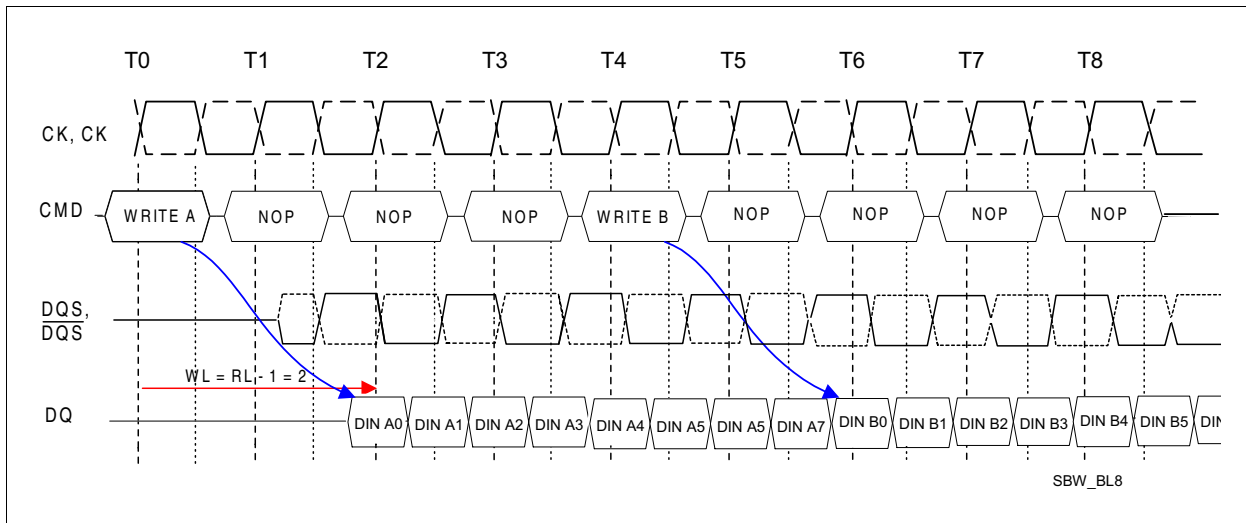 T0 T1 T2 T3 T4 T5 T6 T7 T8
CK, CK
CMD WRITE A NOP NOP NOP WRITE B NOP NOP NOP NOP
DQS,
DQS
WL = RL - 1 = 2
DQ DIN A0 DIN A1 DIN A2 DIN A3 DIN A4 DIN A5 DIN A5 DIN A7 DIN B0 DIN B1 DIN B2 DIN B3 DIN B4 DIN B5 DIN
SBW_BL8